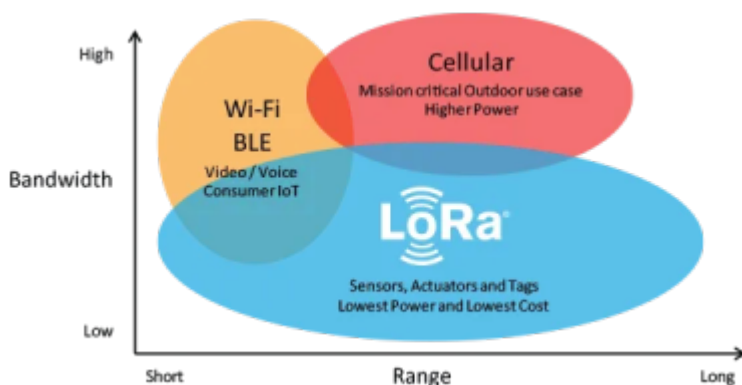 High
Cellular
Mission critical Outdoor use case
Higher Power
Wi-Fi
BLE
Video / Voice
Consumer IoT
Bandwidth
LoRa®
Sensors, Actuators and Tags
Lowest Power and Lowest Cost
Low
Short
Range
Long